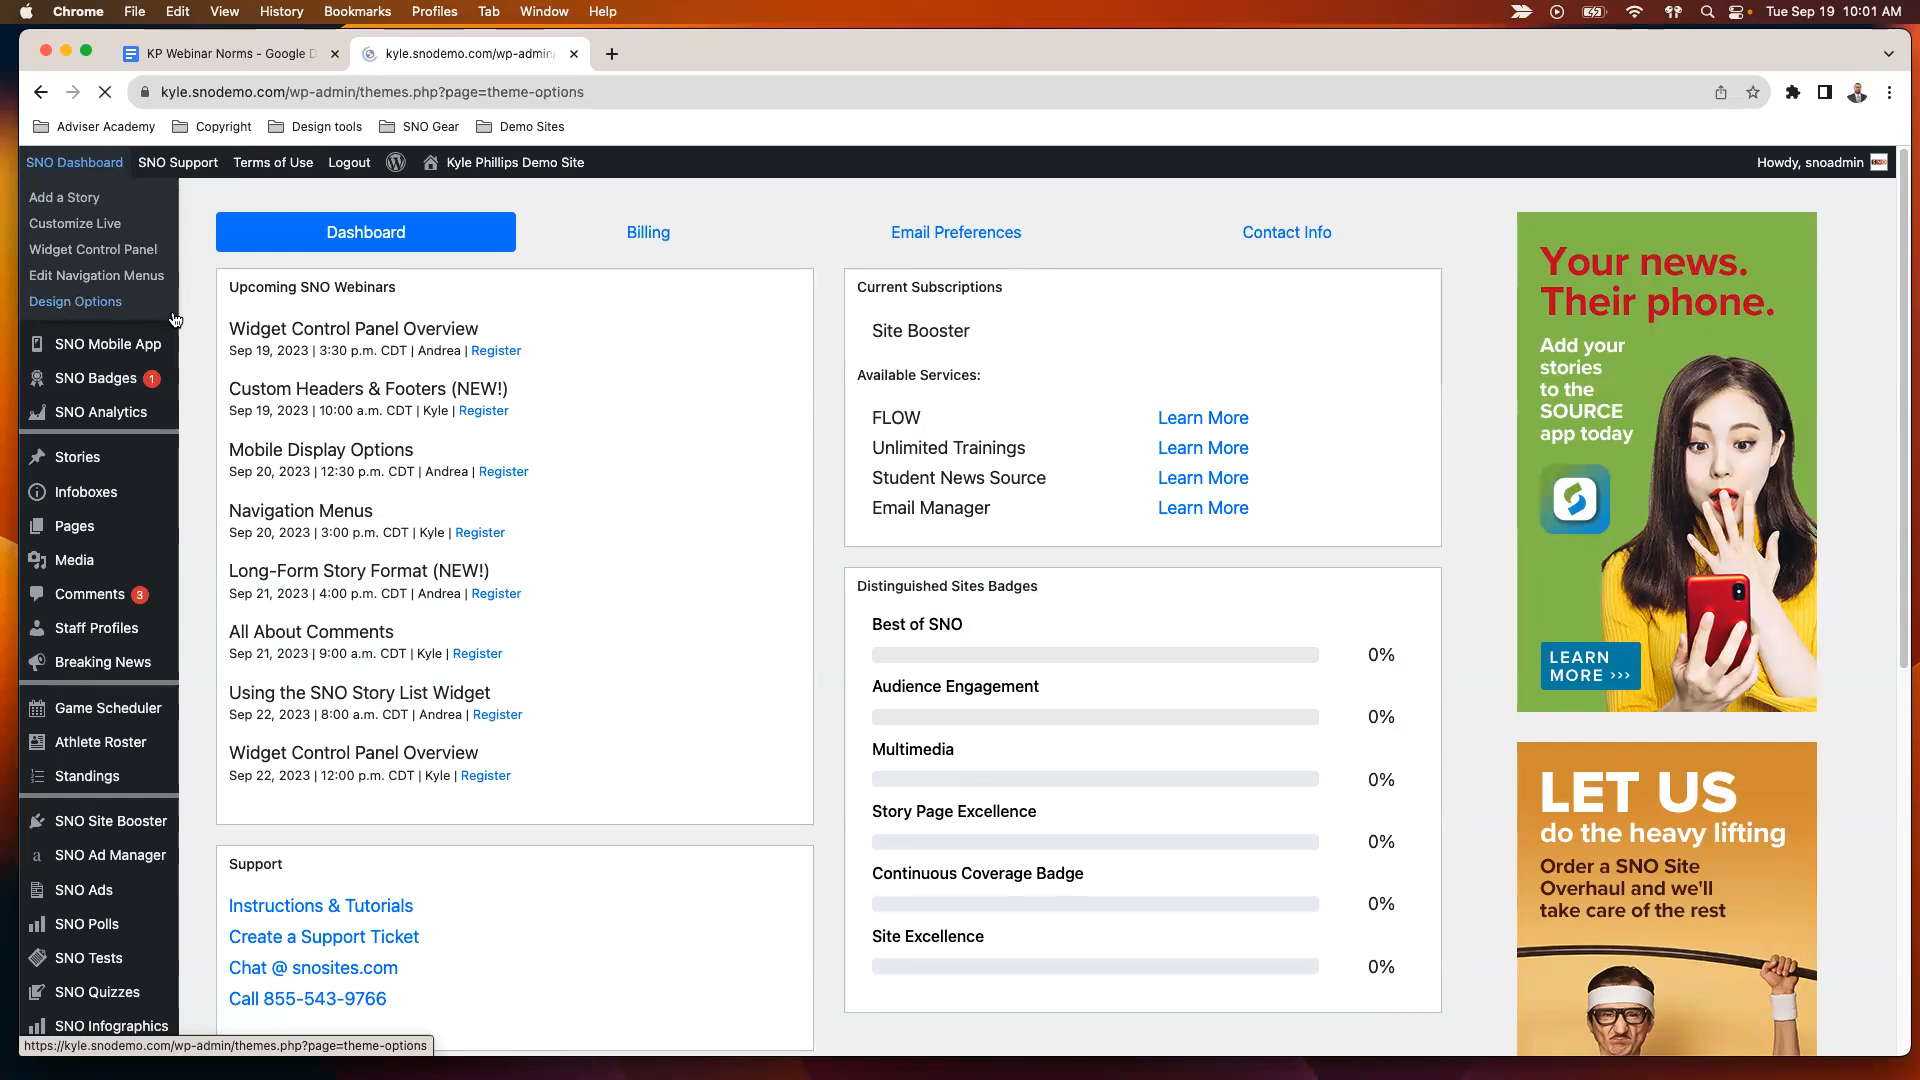 Chrome File Edit View History Bookmarks Profiles Tab Window Help Tue Sep 19 10:01 AM
KP Webinar Norms - Google D kyle.snodemo.com/wp-admin/
kyle.snodemo.com/wp-admin/themes.php?page=theme-options
Adviser Academy Copyright Design tools SNO Gear Demo Sites
SNO Dashboard SNO Support Terms of Use Logout Kyle Phillips Demo Site Howdy, snoadmin
Add a Story
Customize Live
Widget Control Panel
Edit Navigation Menus
Design Options
SNO Mobile App
SNO Badges 1
SNO Analytics
Stories
Infoboxes
Pages
Media
Comments 3
Staff Profiles
Breaking News
Game Scheduler
Athlete Roster
Standings
SNO Site Booster
SNO Ad Manager
SNO Ads
SNO Polls
SNO Tests
SNO Quizzes
SNO Infographics
https://kyle.snodemo.com/wp-admin/themes.php?page=theme-options
Dashboard Billing Email Preferences Contact Info
Upcoming SNO Webinars
Widget Control Panel Overview
Sep 19, 2023 | 3:30 p.m. CDT | Andrea | Register
Custom Headers & Footers (NEW!)
Sep 19, 2023 | 10:00 a.m. CDT | Kyle | Register
Mobile Display Options
Sep 20, 2023 | 12:30 p.m. CDT | Andrea | Register
Navigation Menus
Sep 20, 2023 | 3:00 p.m. CDT | Kyle | Register
Long-Form Story Format (NEW!)
Sep 21, 2023 | 4:00 p.m. CDT | Andrea | Register
All About Comments
Sep 21, 2023 | 9:00 a.m. CDT | Kyle | Register
Using the SNO Story List Widget
Sep 22, 2023 | 8:00 a.m. CDT | Andrea | Register
Widget Control Panel Overview
Sep 22, 2023 | 12:00 p.m. CDT | Kyle | Register
Support
Instructions & Tutorials
Create a Support Ticket
Chat @ snosites.com
Call 855-543-9766
Current Subscriptions
Site Booster
Available Services:
FLOW Learn More
Unlimited Trainings Learn More
Student News Source Learn More
Email Manager Learn More
Distinguished Sites Badges
Best of SNO
0%
Audience Engagement
0%
Multimedia
0%
Story Page Excellence
0%
Continuous Coverage Badge
0%
Site Excellence
0%
Your news.
Their phone.
Add your
stories
to the
SOURCE
app today
LEARN
MORE >>>
LET US
do the heavy lifting
Order a SNO Site
Overhaul and we'll
take care of the rest